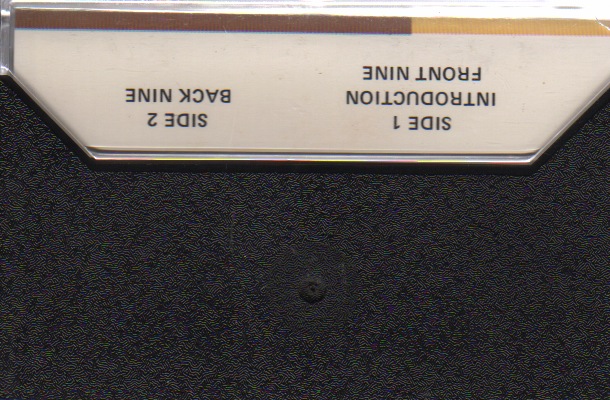 SIDE 1
INTRODUCTION
FRONT NINE
SIDE 2
BACK NINE